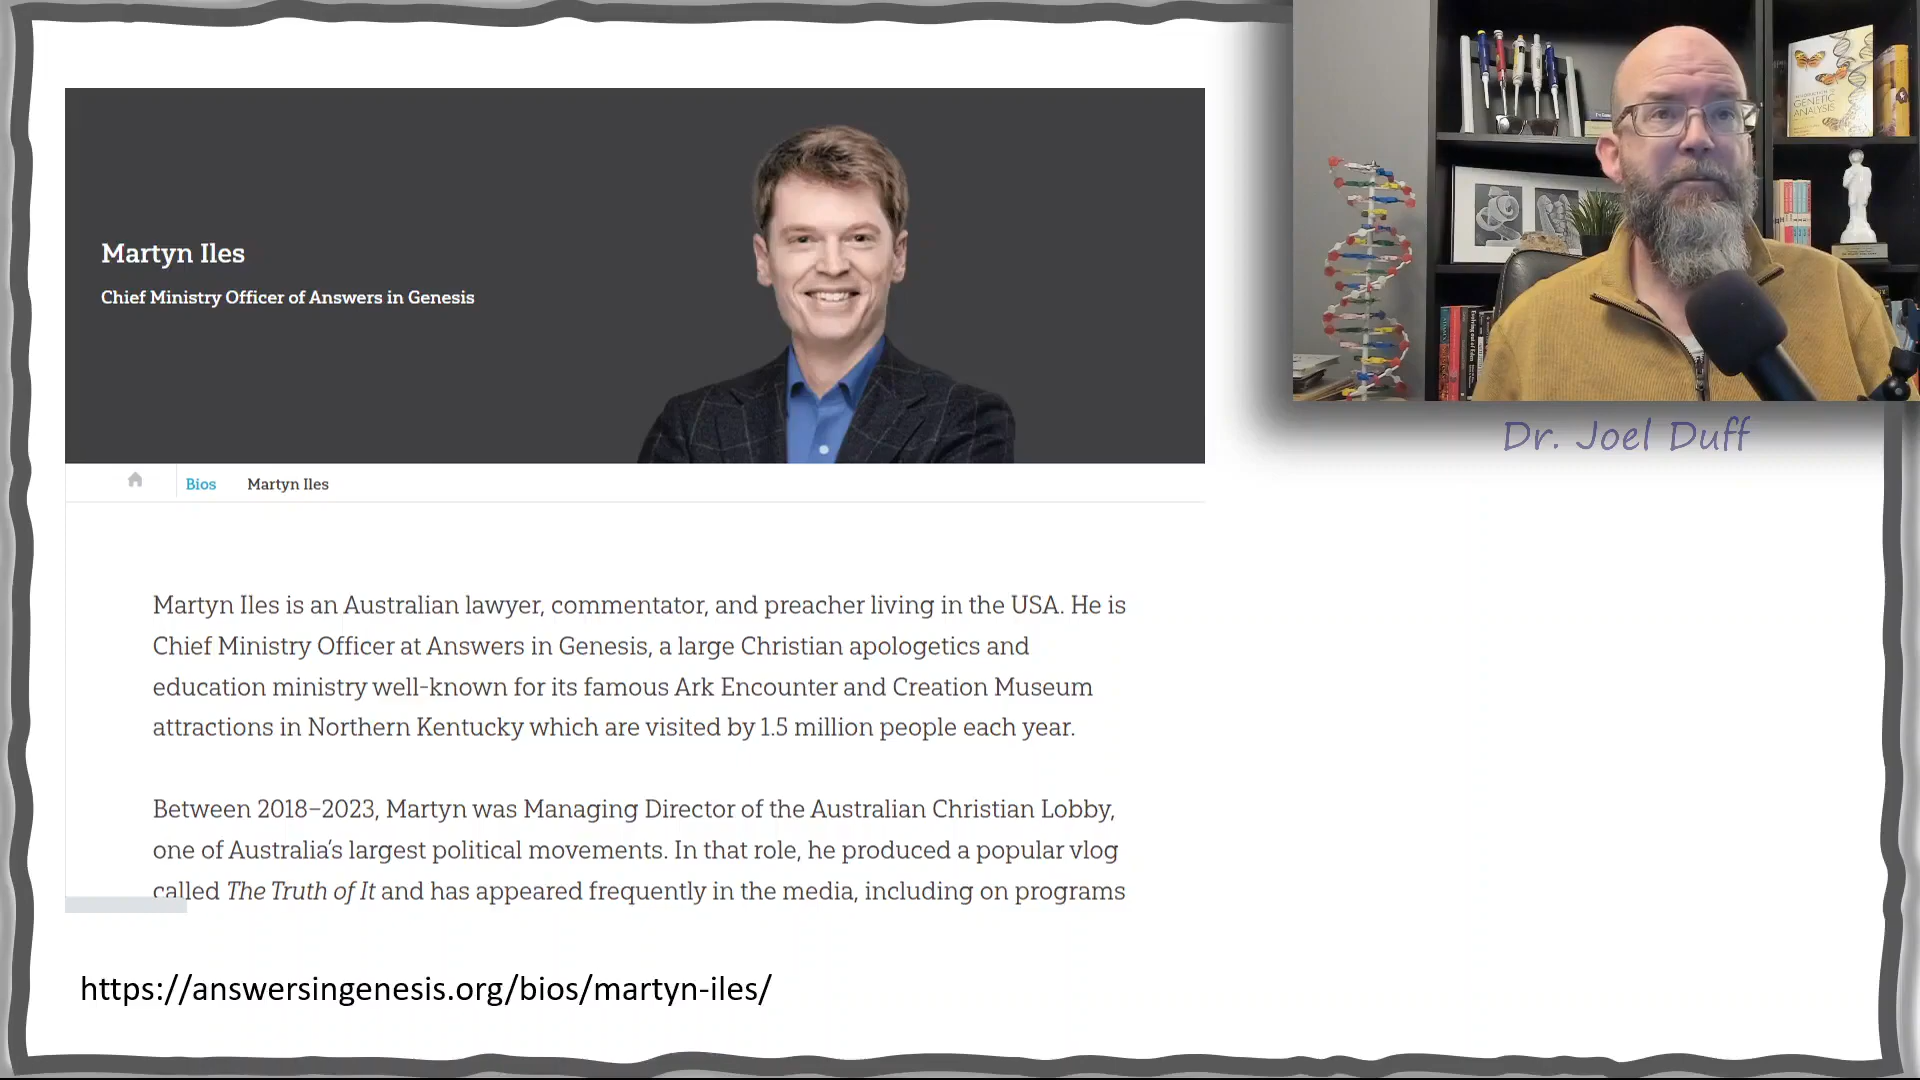 Martyn Iles
Chief Ministry Officer of Answers in Genesis
Bios
Martyn Iles
Martyn Iles is an Australian lawyer, commentator, and preacher living in the USA. He is
Chief Ministry Officer at Answers in Genesis, a large Christian apologetics and
education ministry well-known for its famous Ark Encounter and Creation Museum
attractions in Northern Kentucky which are visited by 1.5 million people each year.
Between 2018–2023, Martyn was Managing Director of the Australian Christian Lobby,
one of Australia's largest political movements. In that role, he produced a popular vlog
called The Truth of It and has appeared frequently in the media, including on programs
https://answersingenesis.org/bios/martyn-iles/
GENETIC
ANALYSIS
Dr. Joel Duff